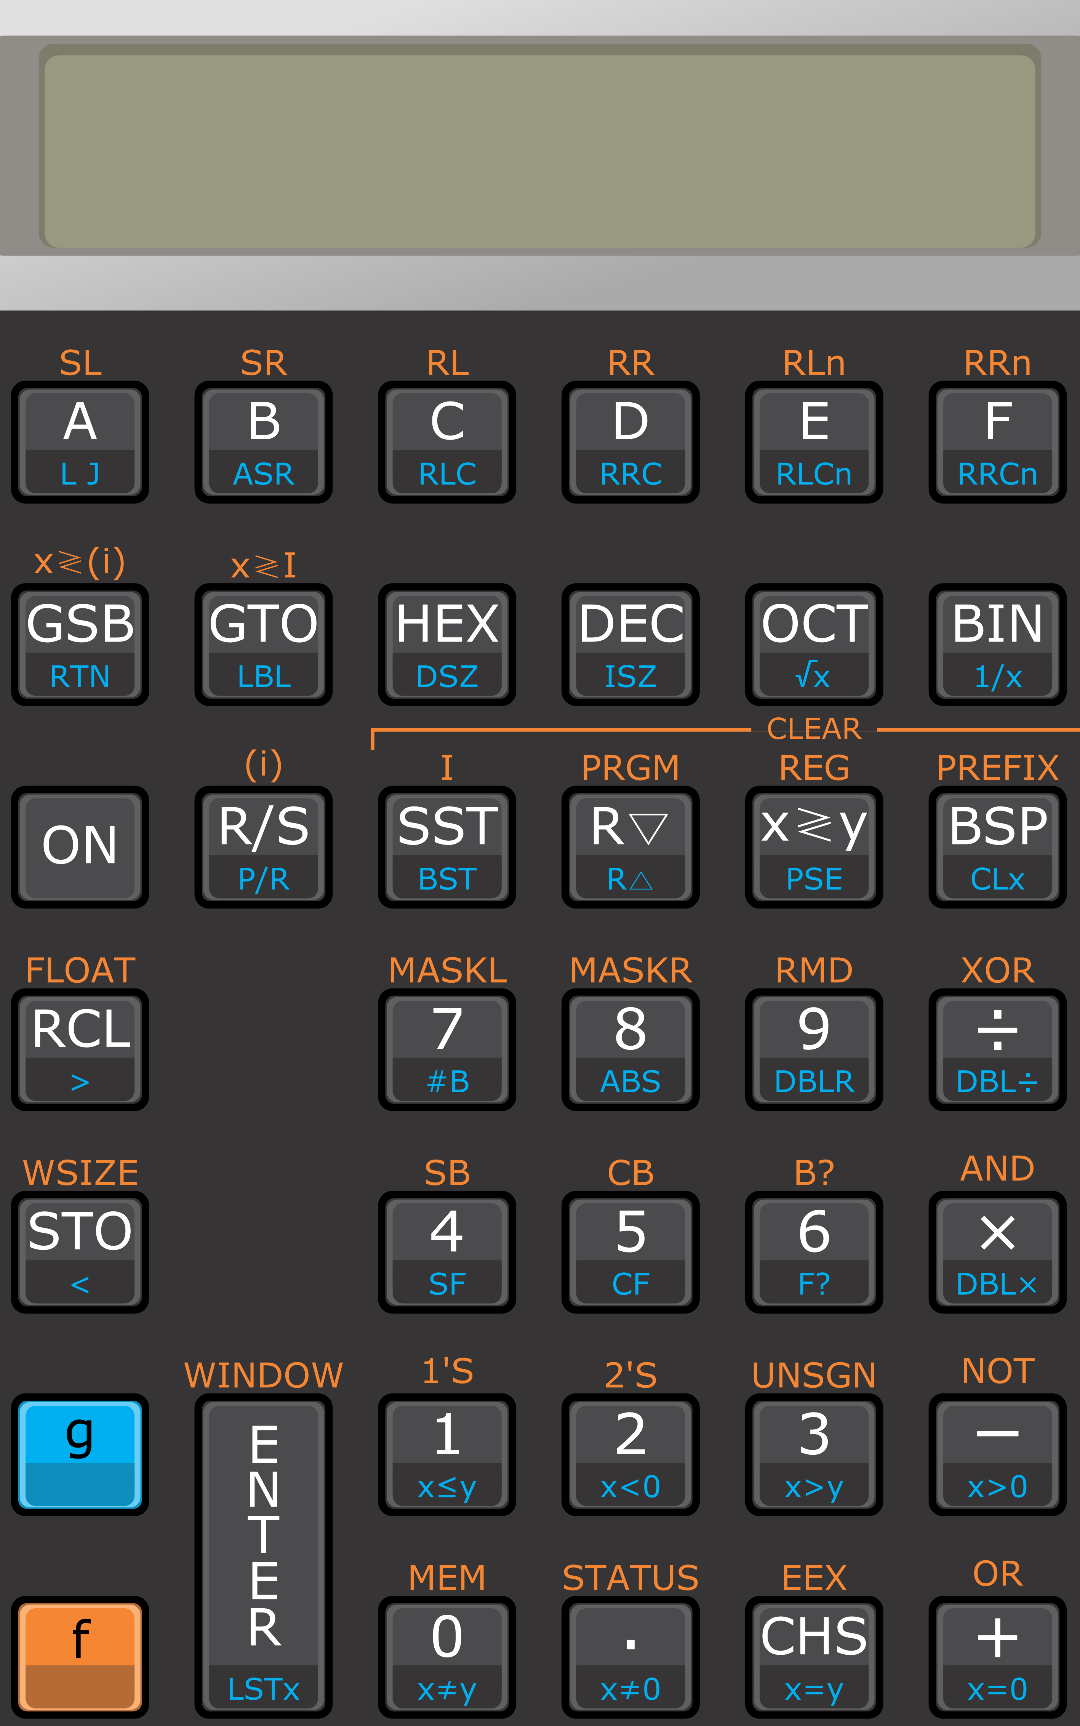 SL SR RL RR RLn RRn
A B C D E F
L J ASR RLC RRC RLCn RRCn
x≷(i) x≷I
GSB GTO HEX DEC OCT BIN
RTN LBL DSZ ISZ √x 1/x
CLEAR
(i) I PRGM REG PREFIX
ON R/S SST R▽ x≷y BSP
P/R BST R△ PSE CLx
FLOAT MASKL MASKR RMD XOR
RCL 7 8 9 ÷
> #B ABS DBLR DBL÷
WSIZE SB CB B? AND
STO 4 5 6 ×
< SF CF F? DBL×
WINDOW 1'S 2'S UNSGN NOT
g 1 2 3 −
x≤y x<0 x>y x>0
ENTER
MEM STATUS EEX OR
f 0 . CHS +
LSTx x≠y x≠0 x=y x=0